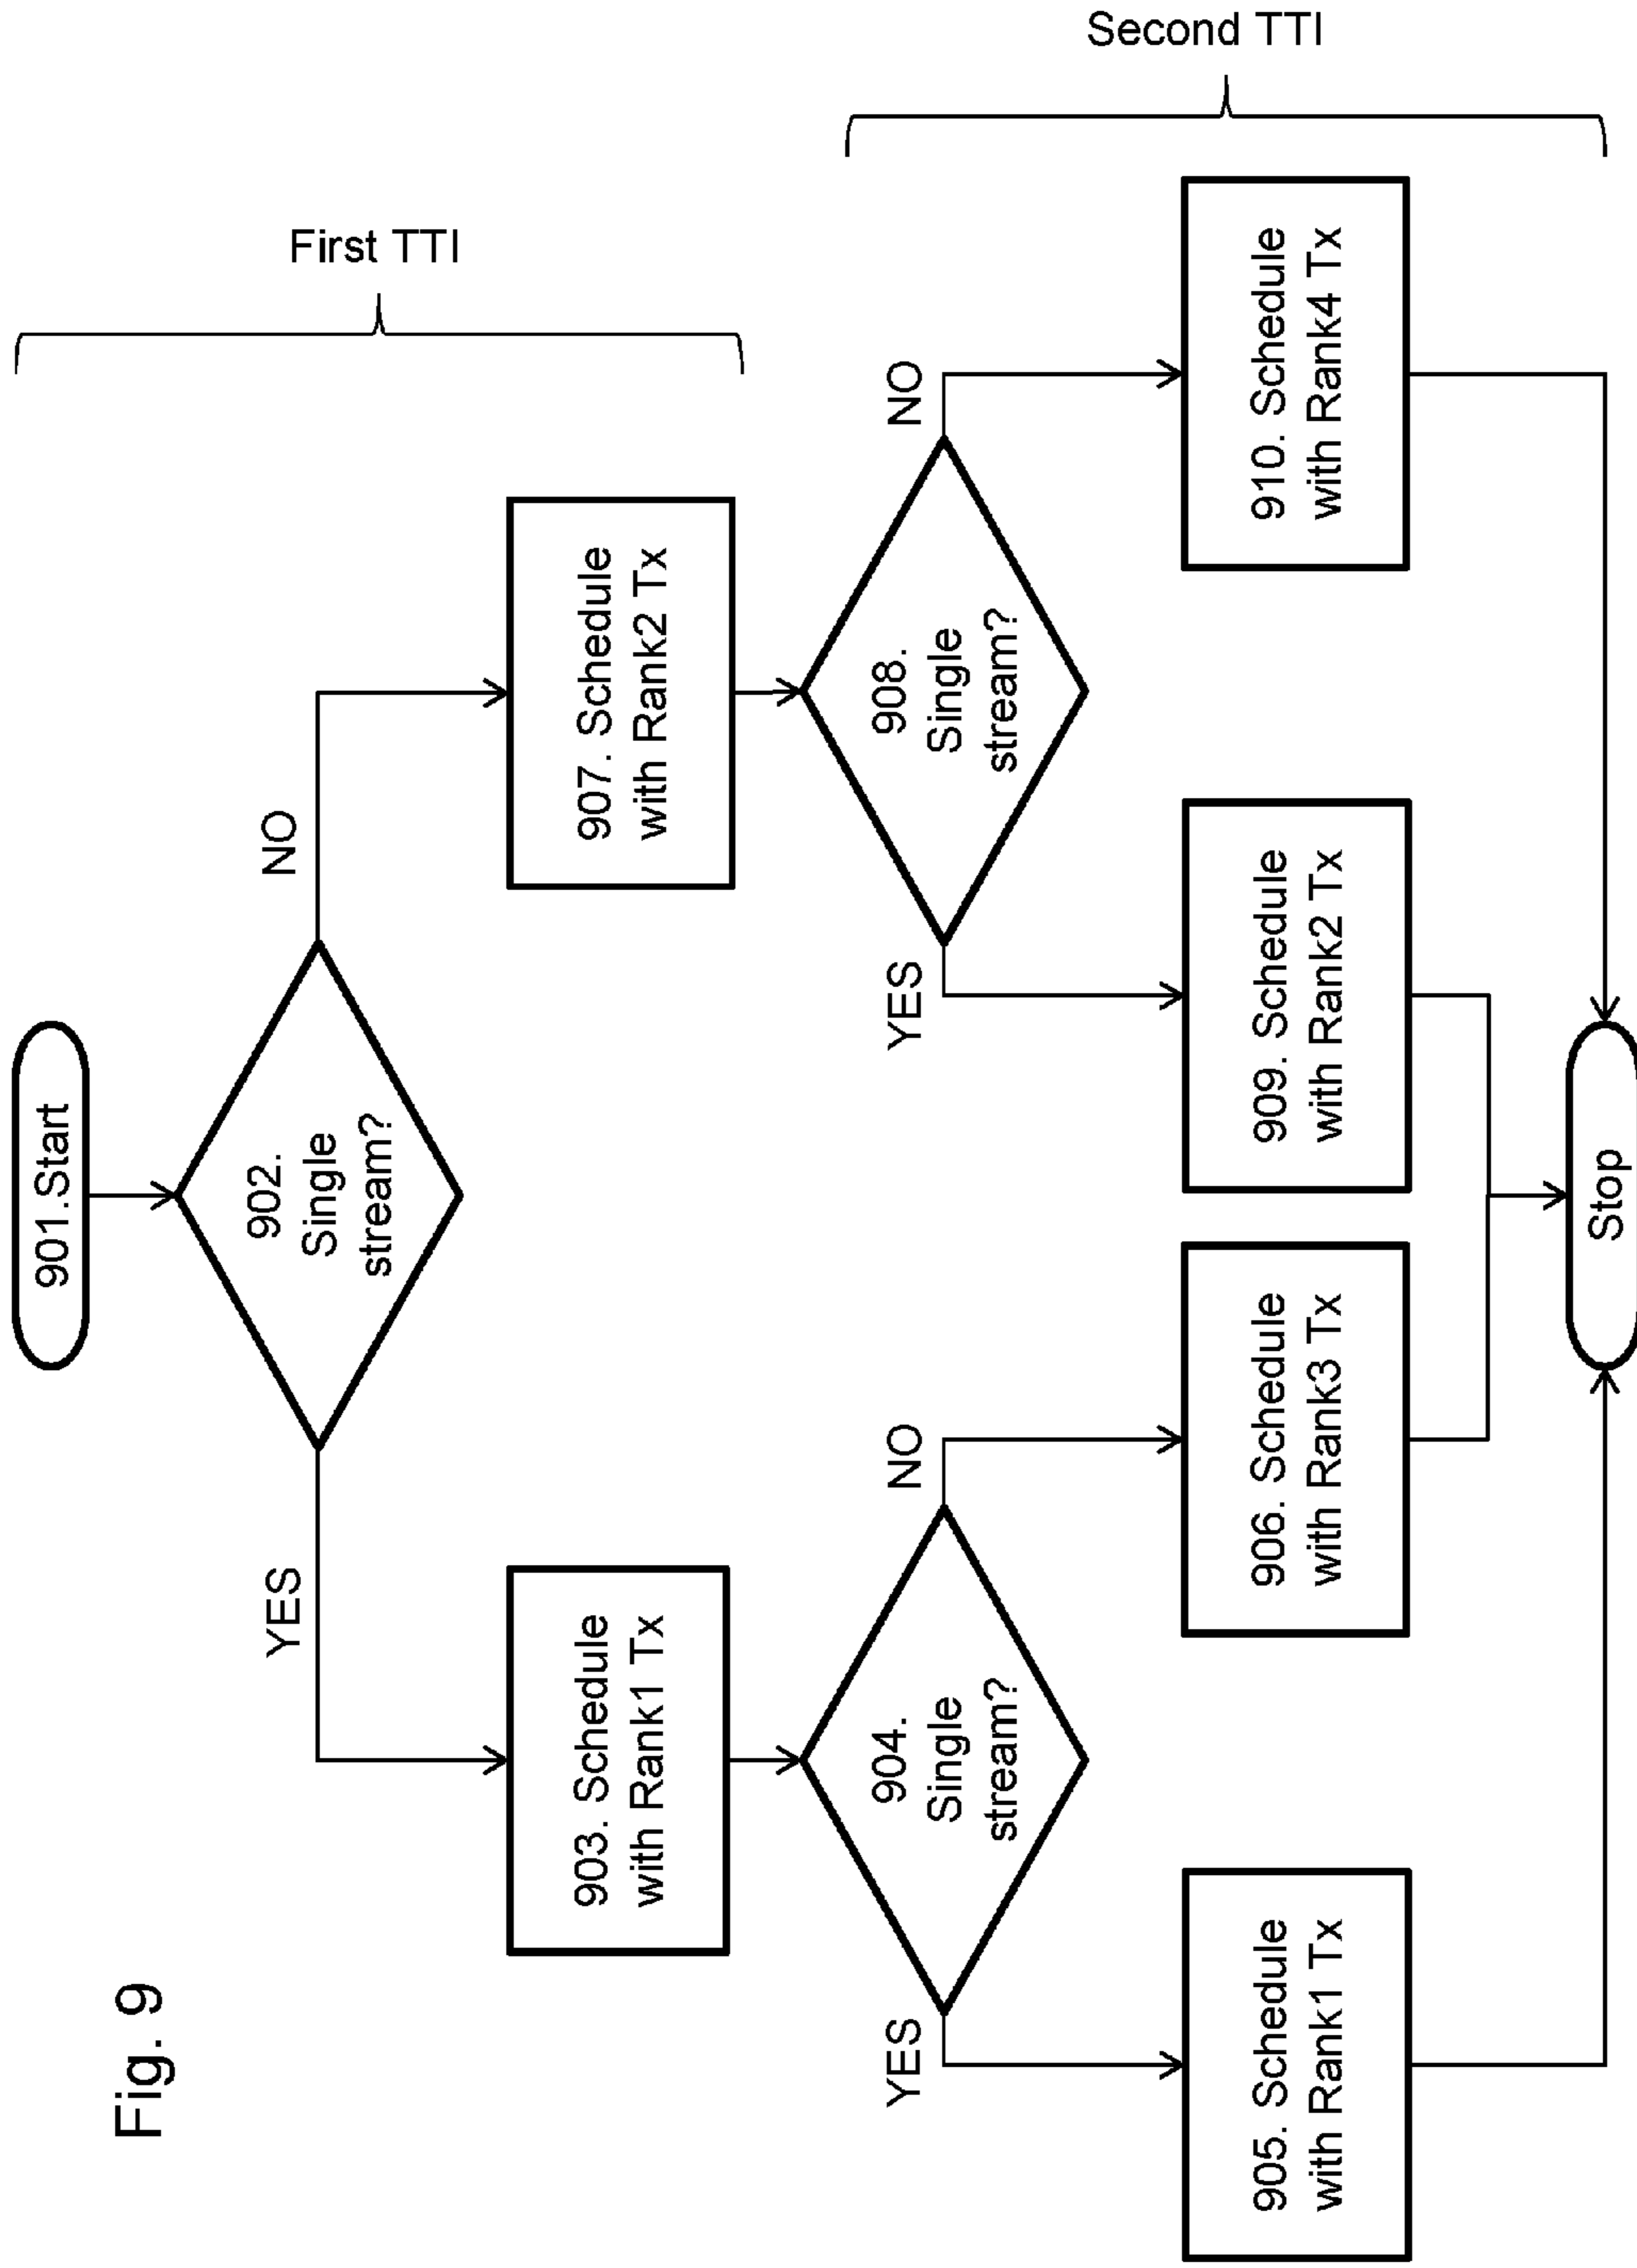 Fig. 9
901.Start
First TTI
902.
Single
stream?
YES
NO
903. Schedule
with Rank1 Tx
907. Schedule
with Rank2 Tx
Second TTI
904.
Single
stream?
YES
NO
908.
Single
stream?
YES
NO
905. Schedule
with Rank1 Tx
906. Schedule
with Rank3 Tx
909. Schedule
with Rank2 Tx
910. Schedule
with Rank4 Tx
Stop